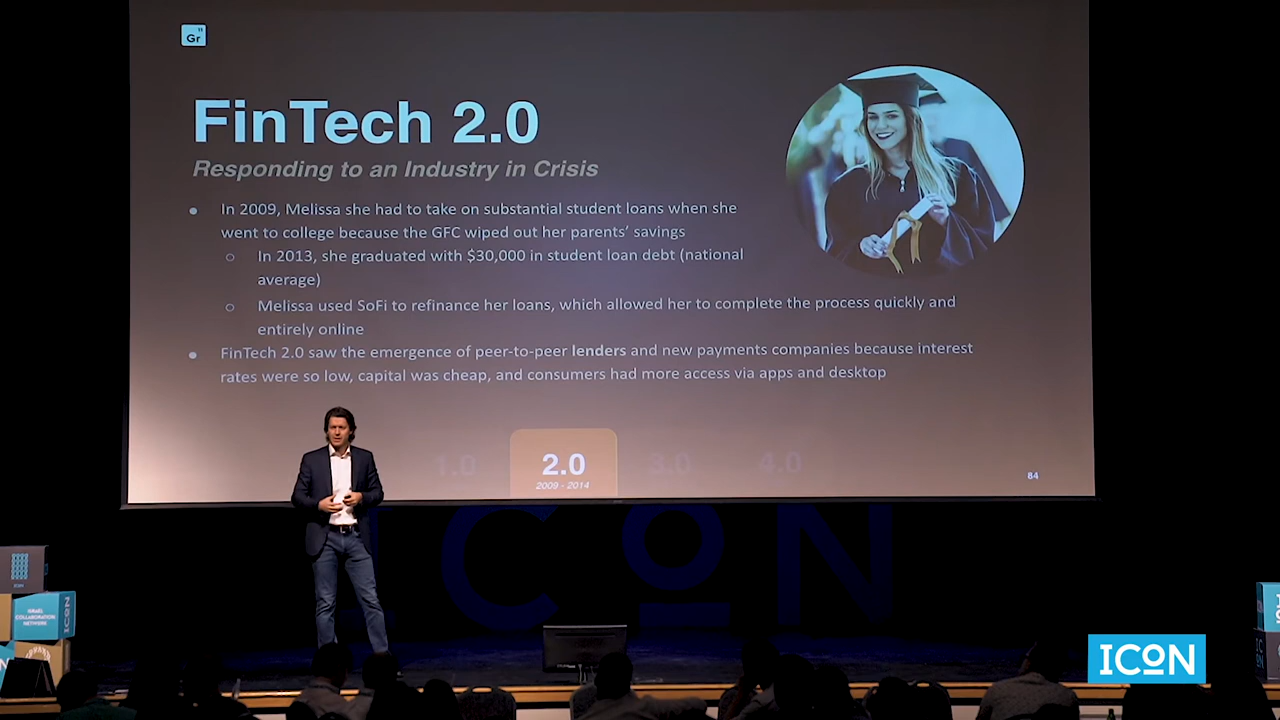 Gr
FinTech 2.0
Responding to an Industry in Crisis
In 2009, Melissa she had to take on substantial student loans when she
went to college because the GFC wiped out her parents' savings
In 2013, she graduated with $30,000 in student loan debt (national
average)
Melissa used SoFi to refinance her loans, which allowed her to complete the process quickly and
entirely online
FinTech 2.0 saw the emergence of peer-to-peer lenders and new payments companies because interest
rates were so low, capital was cheap, and consumers had more access via apps and desktop
1.0
2.0
3.0
4.0
2009 - 2014
84
ICON
ISRAEL
COLLABORATION
NETWORK
ICON
ICON